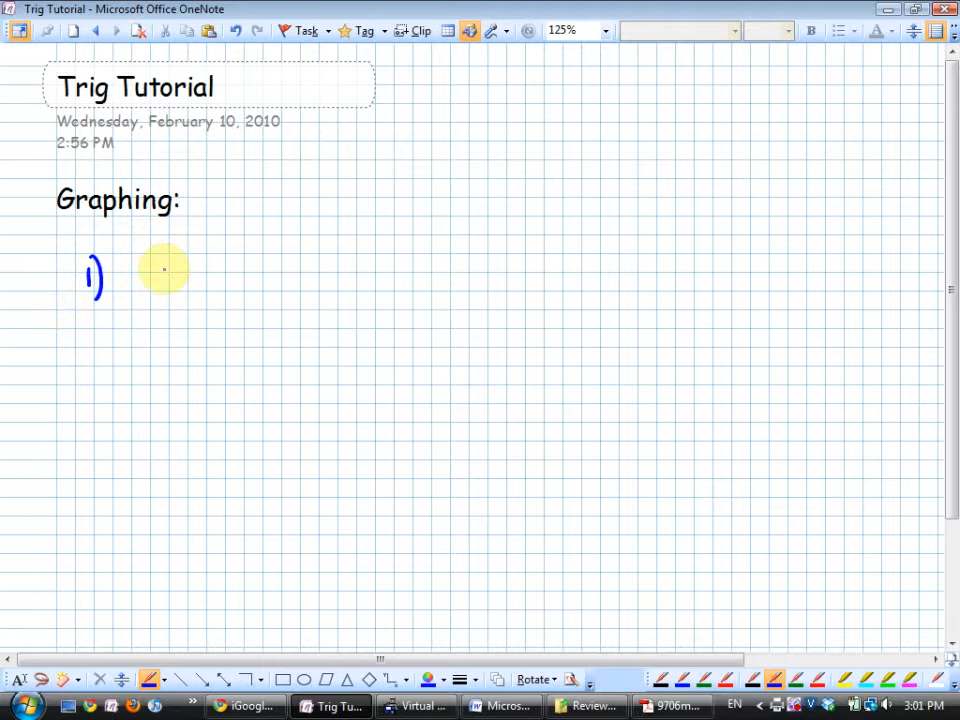 Trig Tutorial - Microsoft Office OneNote
Task Tag Clip 125% B A
Trig Tutorial
Wednesday, February 10, 2010
2:56 PM
Graphing:
1)
Rotate
iGoogl... Trig Tu... Virtual ... Micros... Review... 9706m... EN 3:01 PM